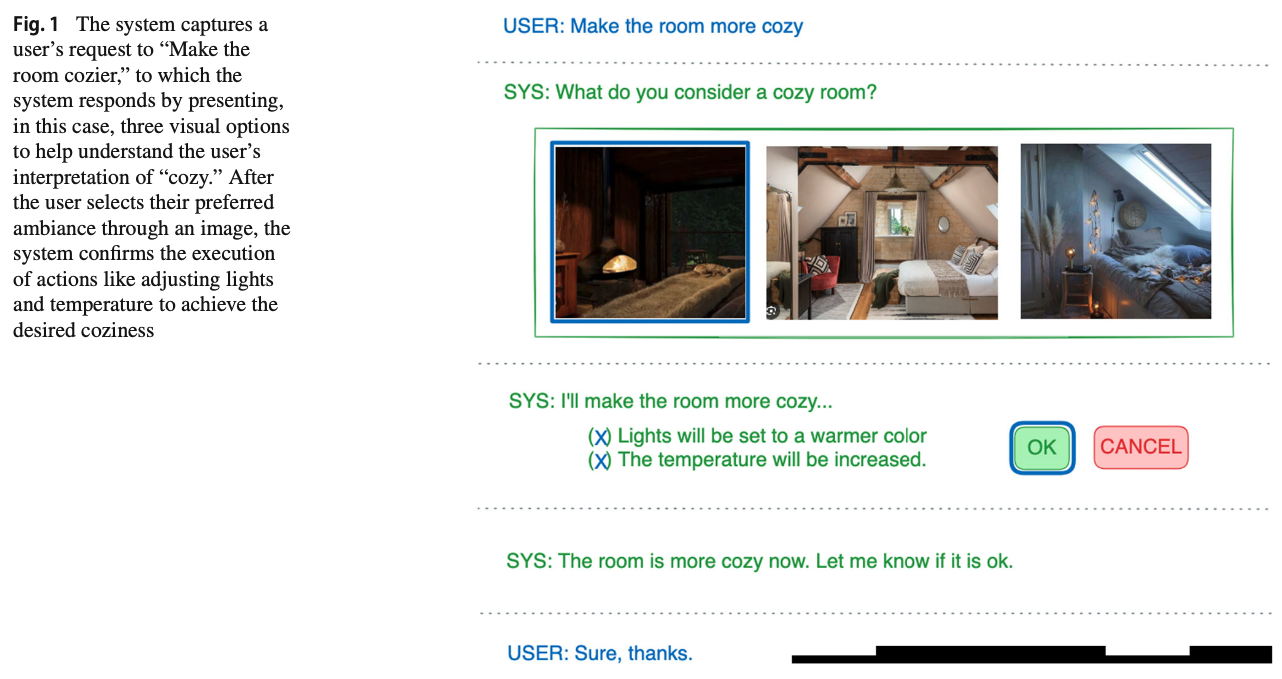 Fig. 1 The system captures a
user’s request to “Make the
room cozier,” to which the
system responds by presenting,
in this case, three visual options
to help understand the user’s
interpretation of “cozy.” After
the user selects their preferred
ambiance through an image, the
system confirms the execution
of actions like adjusting lights
and temperature to achieve the
desired coziness
USER: Make the room more cozy
SYS: What do you consider a cozy room?
SYS: I'll make the room more cozy...
(X) Lights will be set to a warmer color
(X) The temperature will be increased.
OK
CANCEL
SYS: The room is more cozy now. Let me know if it is ok.
USER: Sure, thanks.